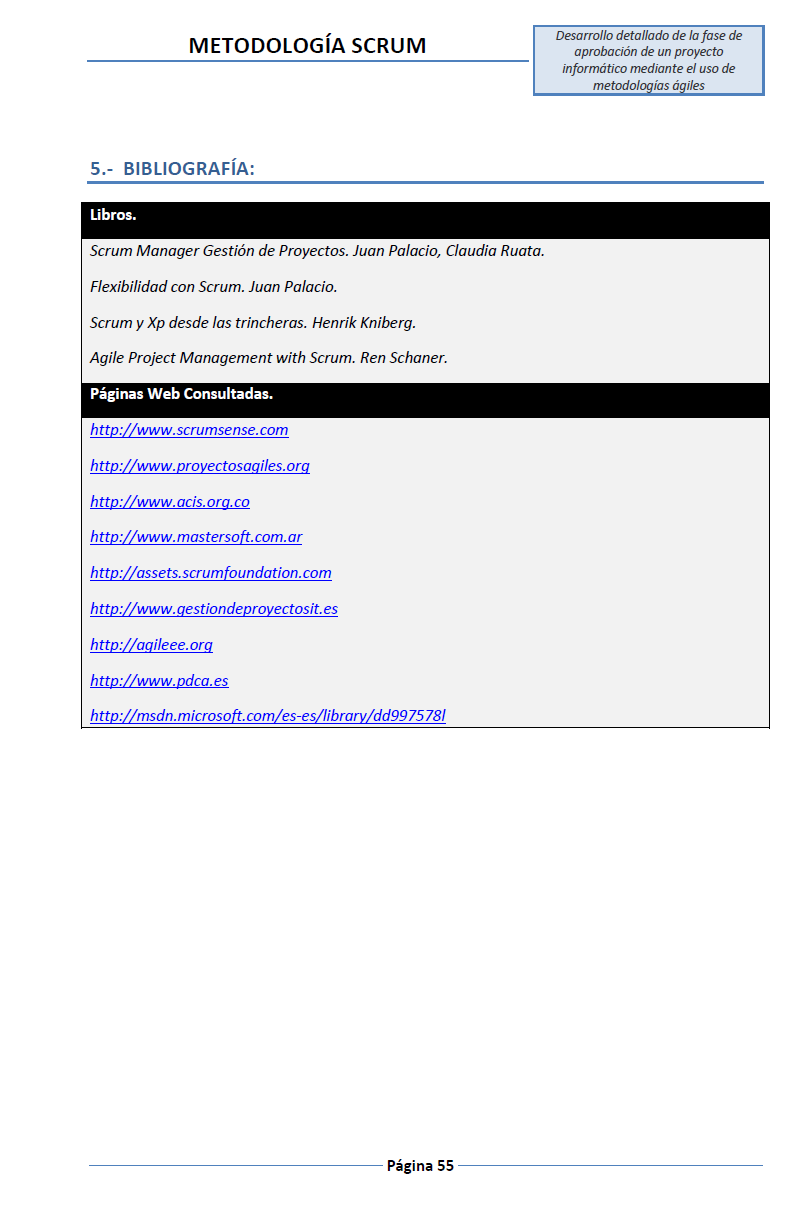 METODOLOGÍA SCRUM
Desarrollo detallado de la fase de
aprobación de un proyecto
informático mediante el uso de
metodologías ágiles
5.- BIBLIOGRAFÍA:
Libros.
Scrum Manager Gestión de Proyectos. Juan Palacio, Claudia Ruata.
Flexibilidad con Scrum. Juan Palacio.
Scrum y Xp desde las trincheras. Henrik Kniberg.
Agile Project Management with Scrum. Ren Schaner.
Páginas Web Consultadas.
http://www.scrumsense.com
http://www.proyectosagiles.org
http://www.acis.org.co
http://www.mastersoft.com.ar
http://assets.scrumfoundation.com
http://www.gestiondeproyectosit.es
http://agileee.org
http://www.pdca.es
http://msdn.microsoft.com/es-es/library/dd997578l
Página 55